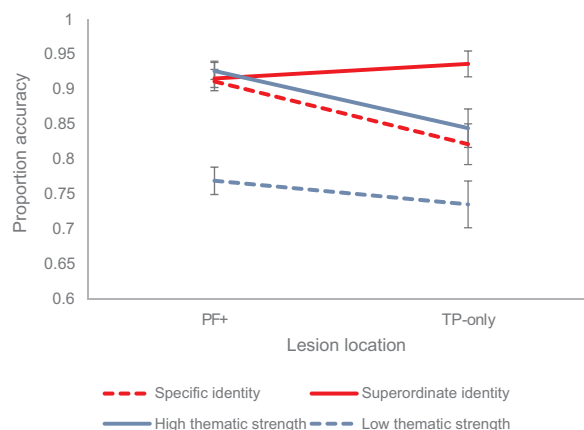 1
0.95
0.9
0.85
0.8
0.75
0.7
0.65
0.6
Proportion accuracy
PF+ TP-only
Lesion location
Specific identity Superordinate identity
High thematic strength Low thematic strength